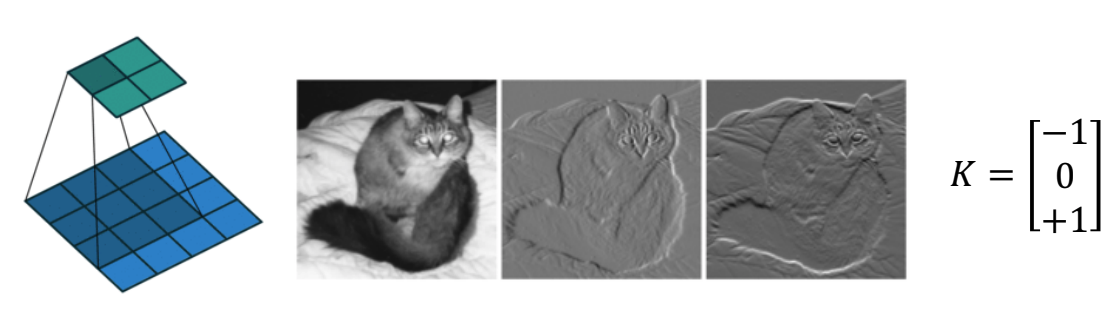 K = [−1
0
+1]